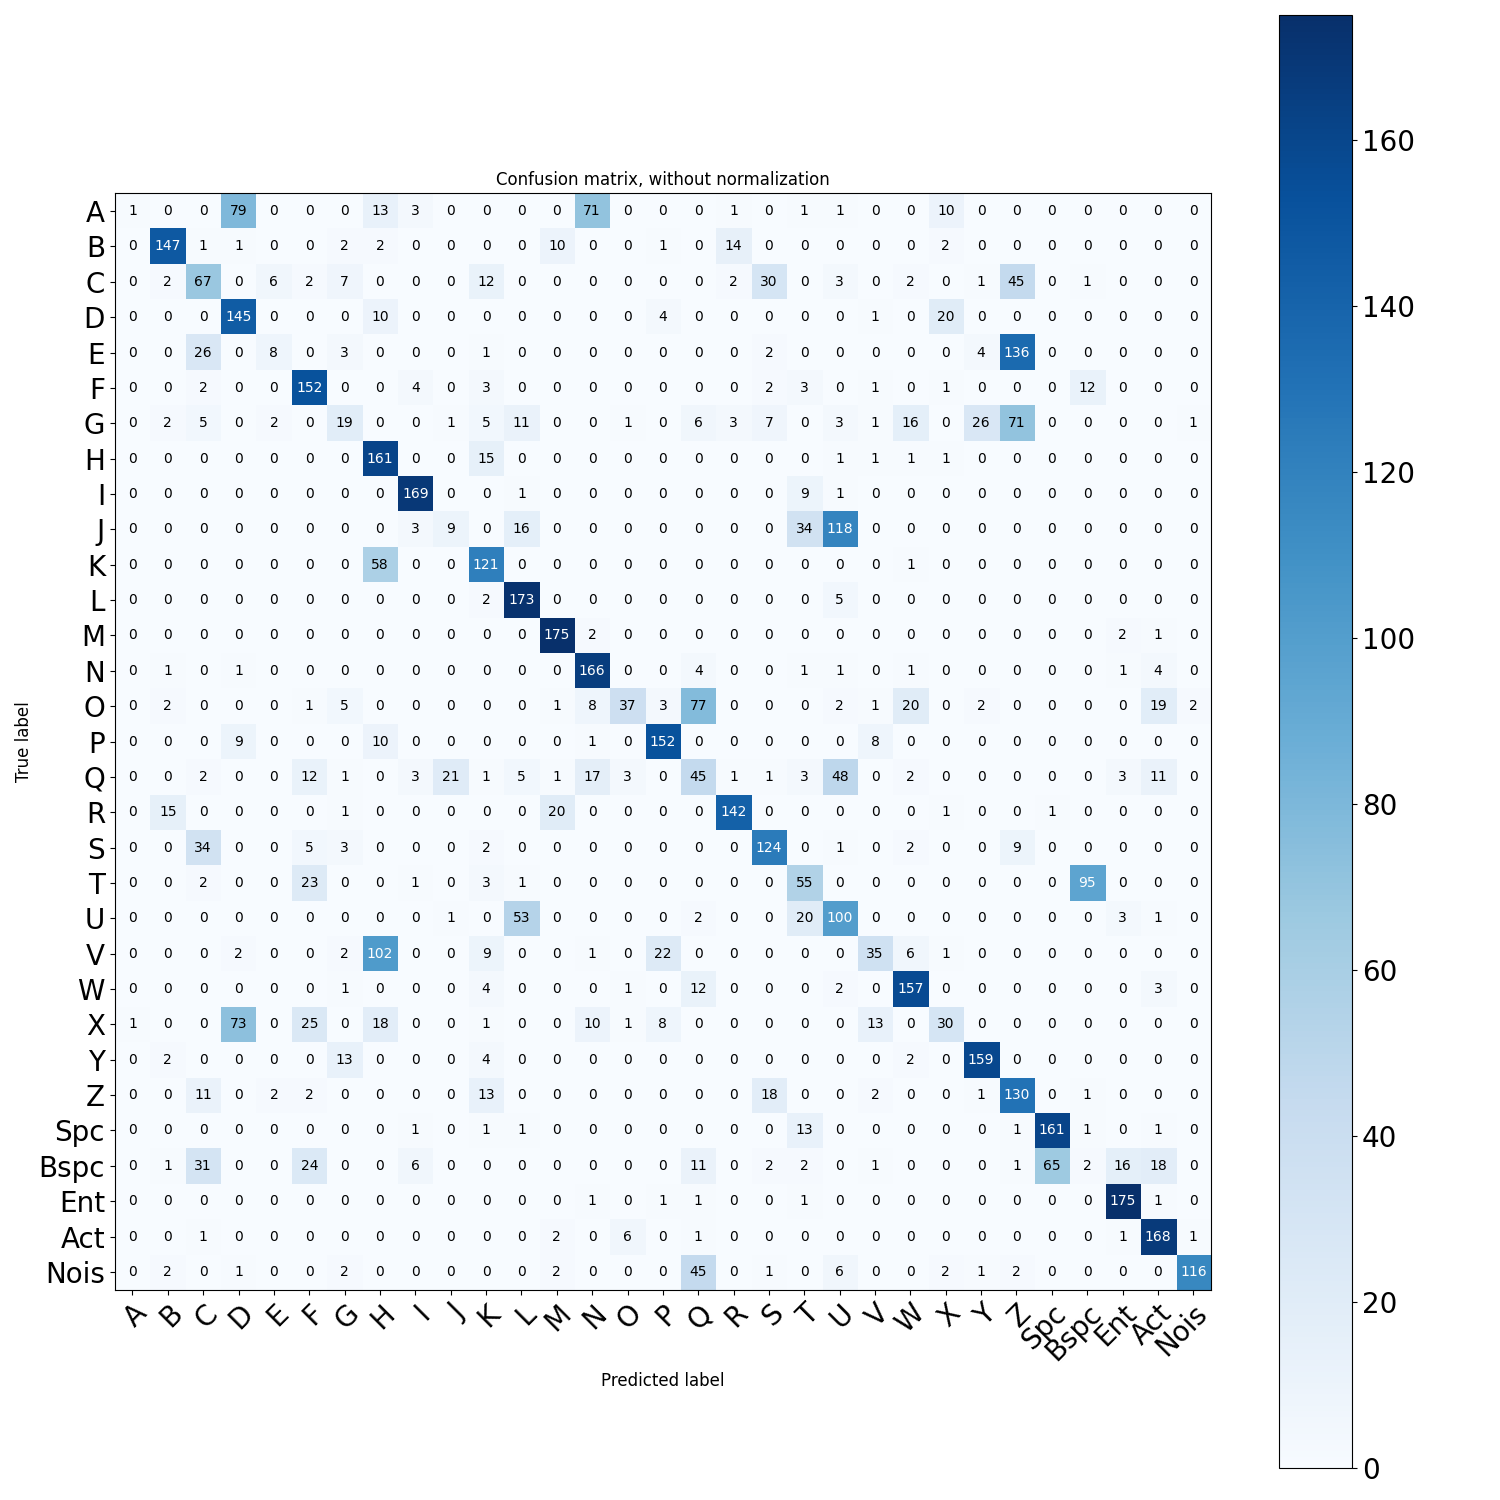 Confusion matrix, without normalization
A 1 0 0 79 0 0 0 13 3 0 0 0 0 71 0 0 0 1 0 1 1 0 0 10 0 0 0 0 0 0 0
B 0 147 1 1 0 0 2 2 0 0 0 0 10 0 0 1 0 14 0 0 0 0 0 2 0 0 0 0 0 0 0
C 0 2 67 0 6 2 7 0 0 0 12 0 0 0 0 0 0 2 30 0 3 0 2 0 1 45 0 1 0 0 0
D 0 0 0 145 0 0 0 10 0 0 0 0 0 0 0 4 0 0 0 0 0 1 0 20 0 0 0 0 0 0 0
E 0 0 26 0 8 0 3 0 0 0 1 0 0 0 0 0 0 0 2 0 0 0 0 0 4 136 0 0 0 0 0
F 0 0 2 0 0 152 0 0 4 0 3 0 0 0 0 0 0 0 2 3 0 1 0 1 0 0 0 12 0 0 0
G 0 2 5 0 2 0 19 0 0 1 5 11 0 0 1 0 6 3 7 0 3 1 16 0 26 71 0 0 0 0 1
H 0 0 0 0 0 0 0 161 0 0 15 0 0 0 0 0 0 0 0 0 1 1 1 1 0 0 0 0 0 0 0
I 0 0 0 0 0 0 0 0 169 0 0 1 0 0 0 0 0 0 0 9 1 0 0 0 0 0 0 0 0 0 0
J 0 0 0 0 0 0 0 0 3 9 0 16 0 0 0 0 0 0 0 34 118 0 0 0 0 0 0 0 0 0 0
K 0 0 0 0 0 0 0 58 0 0 121 0 0 0 0 0 0 0 0 0 0 0 1 0 0 0 0 0 0 0 0
L 0 0 0 0 0 0 0 0 0 0 2 173 0 0 0 0 0 0 0 0 5 0 0 0 0 0 0 0 0 0 0
M 0 0 0 0 0 0 0 0 0 0 0 0 175 2 0 0 0 0 0 0 0 0 0 0 0 0 0 0 2 1 0
N 0 1 0 1 0 0 0 0 0 0 0 0 0 166 0 0 4 0 0 1 1 0 1 0 0 0 0 0 1 4 0
O 0 2 0 0 0 1 5 0 0 0 0 0 1 8 37 3 77 0 0 0 2 1 20 0 2 0 0 0 0 19 2
P 0 0 0 9 0 0 0 10 0 0 0 0 0 1 0 152 0 0 0 0 0 8 0 0 0 0 0 0 0 0 0
Q 0 0 2 0 0 12 1 0 3 21 1 5 1 17 3 0 45 1 1 3 48 0 2 0 0 0 0 0 3 11 0
R 0 15 0 0 0 0 1 0 0 0 0 0 20 0 0 0 0 142 0 0 0 0 0 1 0 0 1 0 0 0 0
S 0 0 34 0 0 5 3 0 0 0 2 0 0 0 0 0 0 0 124 0 1 0 2 0 0 9 0 0 0 0 0
T 0 0 2 0 0 23 0 0 1 0 3 1 0 0 0 0 0 0 0 55 0 0 0 0 0 0 0 95 0 0 0
U 0 0 0 0 0 0 0 0 0 1 0 53 0 0 0 0 2 0 0 20 100 0 0 0 0 0 0 0 3 1 0
V 0 0 0 2 0 0 2 102 0 0 9 0 0 1 0 22 0 0 0 0 0 35 6 1 0 0 0 0 0 0 0
W 0 0 0 0 0 0 1 0 0 0 4 0 0 0 1 0 12 0 0 0 2 0 157 0 0 0 0 0 0 3 0
X 1 0 0 73 0 25 0 18 0 0 1 0 0 10 1 8 0 0 0 0 0 13 0 30 0 0 0 0 0 0 0
Y 0 2 0 0 0 0 13 0 0 0 4 0 0 0 0 0 0 0 0 0 0 0 2 0 159 0 0 0 0 0 0
Z 0 0 11 0 2 2 0 0 0 0 13 0 0 0 0 0 0 0 18 0 0 2 0 0 1 130 0 1 0 0 0
Spc 0 0 0 0 0 0 0 0 1 0 1 1 0 0 0 0 0 0 0 13 0 0 0 0 0 1 161 1 0 1 0
Bspc 0 1 31 0 0 24 0 0 6 0 0 0 0 0 0 0 11 0 2 2 0 1 0 0 0 1 65 2 16 18 0
Ent 0 0 0 0 0 0 0 0 0 0 0 0 0 1 0 1 1 0 0 1 0 0 0 0 0 0 0 0 175 1 0
Act 0 0 1 0 0 0 0 0 0 0 0 0 2 0 6 0 1 0 0 0 0 0 0 0 0 0 0 0 1 168 1
Nois 0 2 0 1 0 0 2 0 0 0 0 0 2 0 0 0 45 0 1 0 6 0 0 2 1 2 0 0 0 0 116
A B C D E F G H I J K L M N O P Q R S T U V W X Y Z Spc Bspc Ent Act Nois
Predicted label
True label
160
140
120
100
80
60
40
20
0